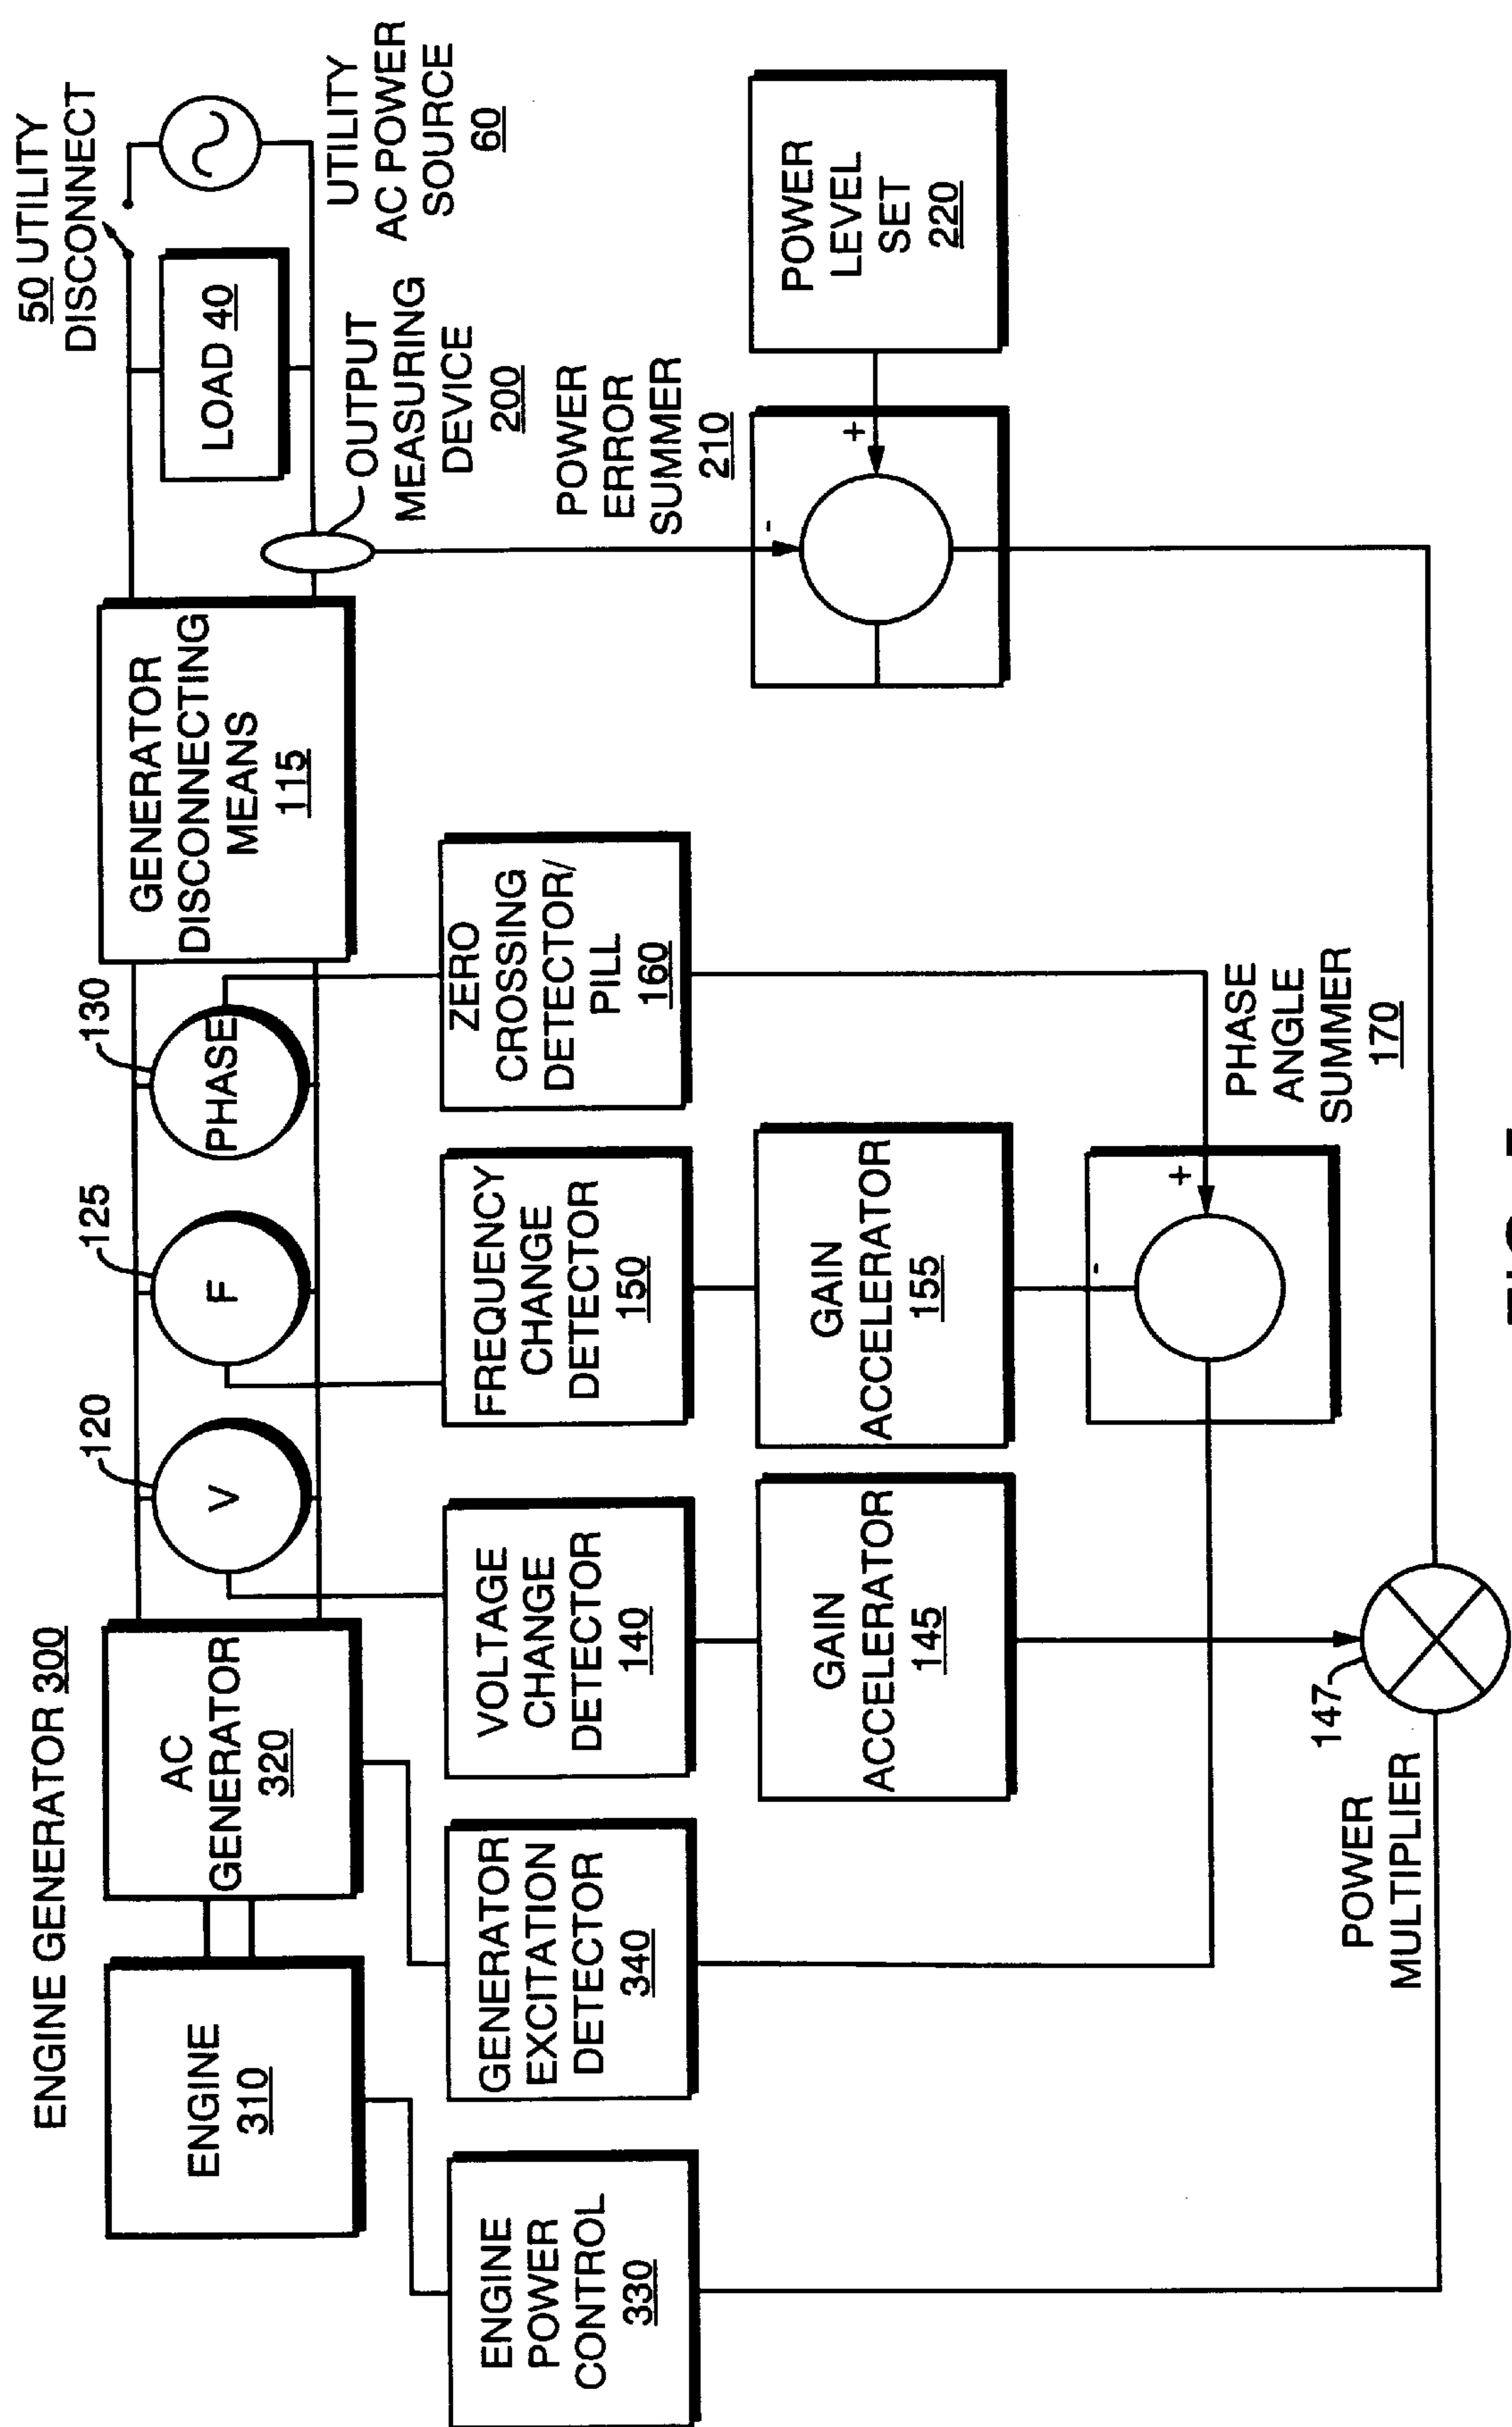 ENGINE GENERATOR 300
ENGINE
310
AC
GENERATOR
320
120
V
125
F
130
PHASE
GENERATOR
DISCONNECTING
MEANS
115
50 UTILITY
DISCONNECT
LOAD 40
UTILITY
AC POWER
SOURCE
60
OUTPUT
MEASURING
DEVICE
200
ENGINE
POWER
CONTROL
330
GENERATOR
EXCITATION
DETECTOR
340
VOLTAGE
CHANGE
DETECTOR
140
FREQUENCY
CHANGE
DETECTOR
150
ZERO
CROSSING
DETECTOR/
PILL
160
POWER
ERROR
SUMMER
210
-
+
POWER
LEVEL
SET
220
GAIN
ACCELERATOR
145
GAIN
ACCELERATOR
155
-
+
PHASE
ANGLE
SUMMER
170
147
POWER
MULTIPLIER